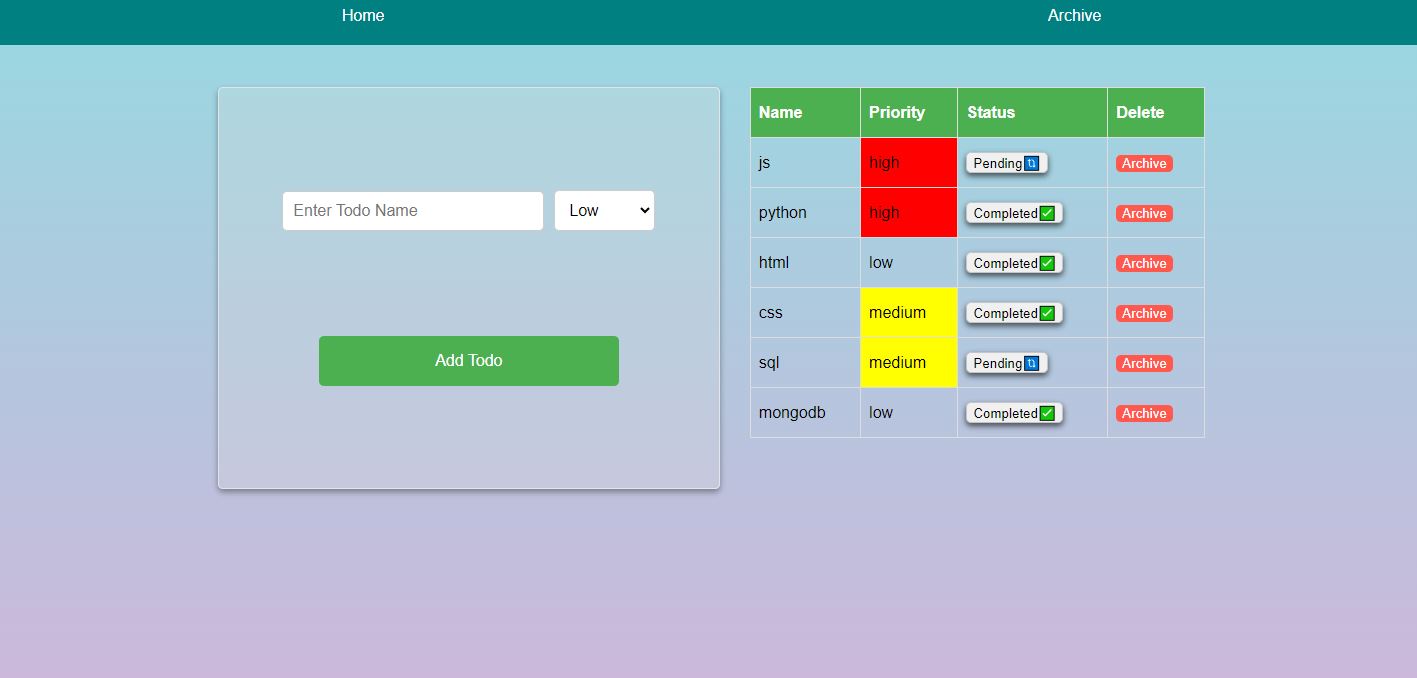 Home Archive
Enter Todo Name Low
Add Todo
Name Priority Status Delete
js high Pending🔃 Archive
python high Completed✅ Archive
html low Completed✅ Archive
css medium Completed✅ Archive
sql medium Pending🔃 Archive
mongodb low Completed✅ Archive